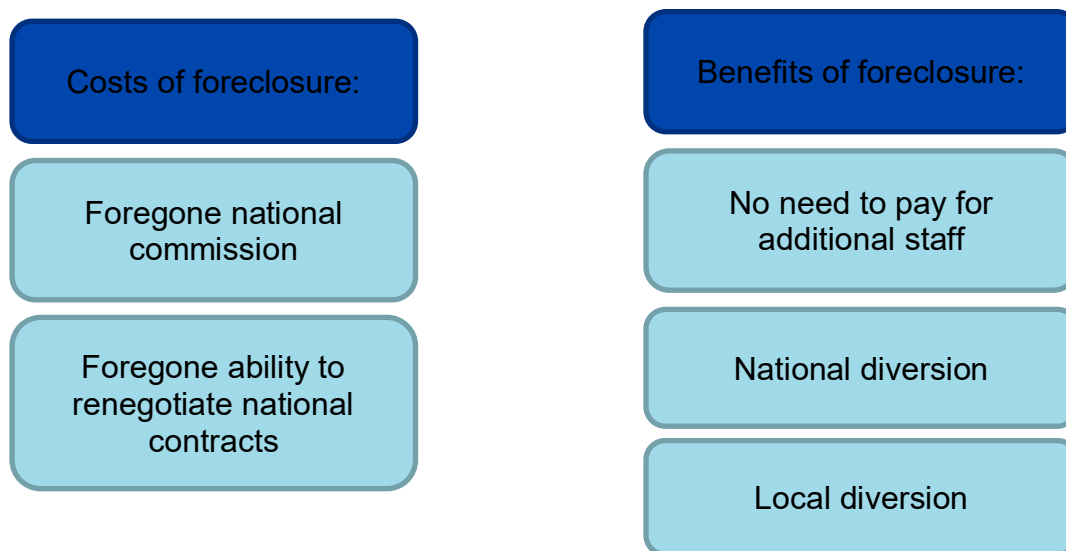 Costs of foreclosure:
Foregone national
commission
Foregone ability to
renegotiate national
contracts
Benefits of foreclosure:
No need to pay for
additional staff
National diversion
Local diversion